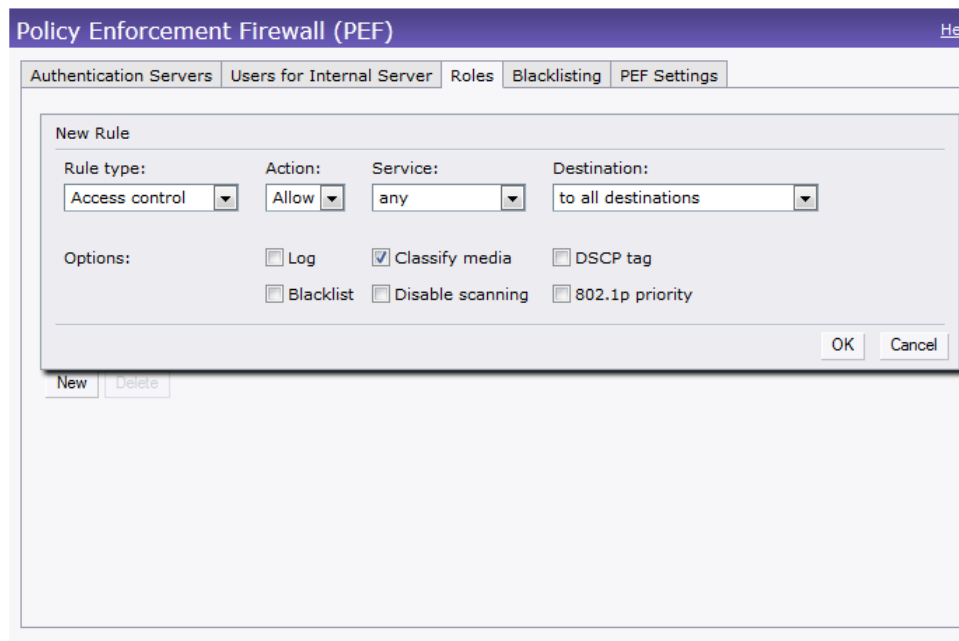 Policy Enforcement Firewall (PEF) He
Authentication Servers Users for Internal Server Roles Blacklisting PEF Settings
New Rule
Rule type: Action: Service: Destination:
Access control Allow any to all destinations
Options: Log Classify media DSCP tag
Blacklist Disable scanning 802.1p priority
OK Cancel
New Delete